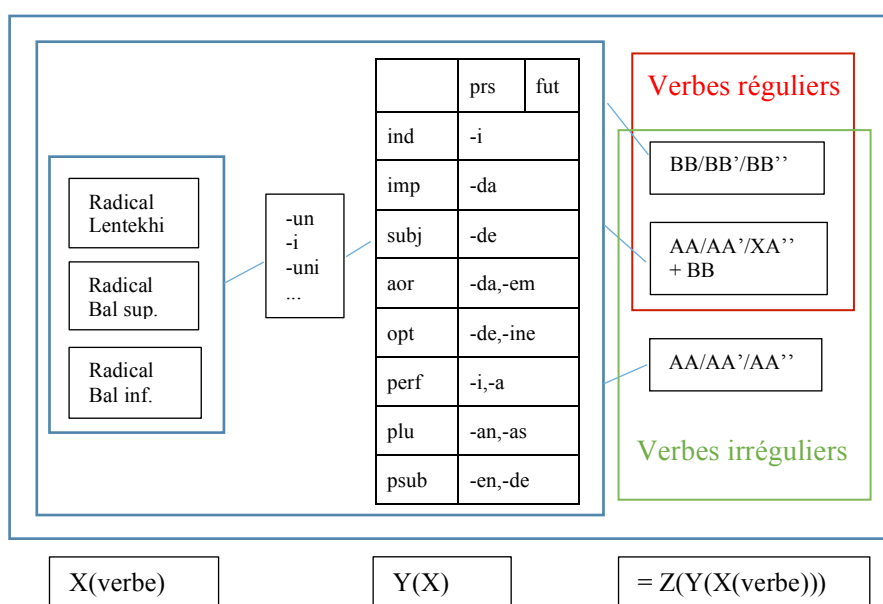 Radical
Lentekhi
Radical
Bal sup.
Radical
Bal inf.
-un
-i
-uni
...
prs fut
ind -i
imp -da
subj -de
aor -da,-em
opt -de,-ine
perf -i,-a
plu -an,-as
psub -en,-de
Verbes réguliers
BB/BB’/BB’’
AA/AA’/XA’’
+ BB
AA/AA’/AA’’
Verbes irréguliers
X(verbe)
Y(X)
= Z(Y(X(verbe)))